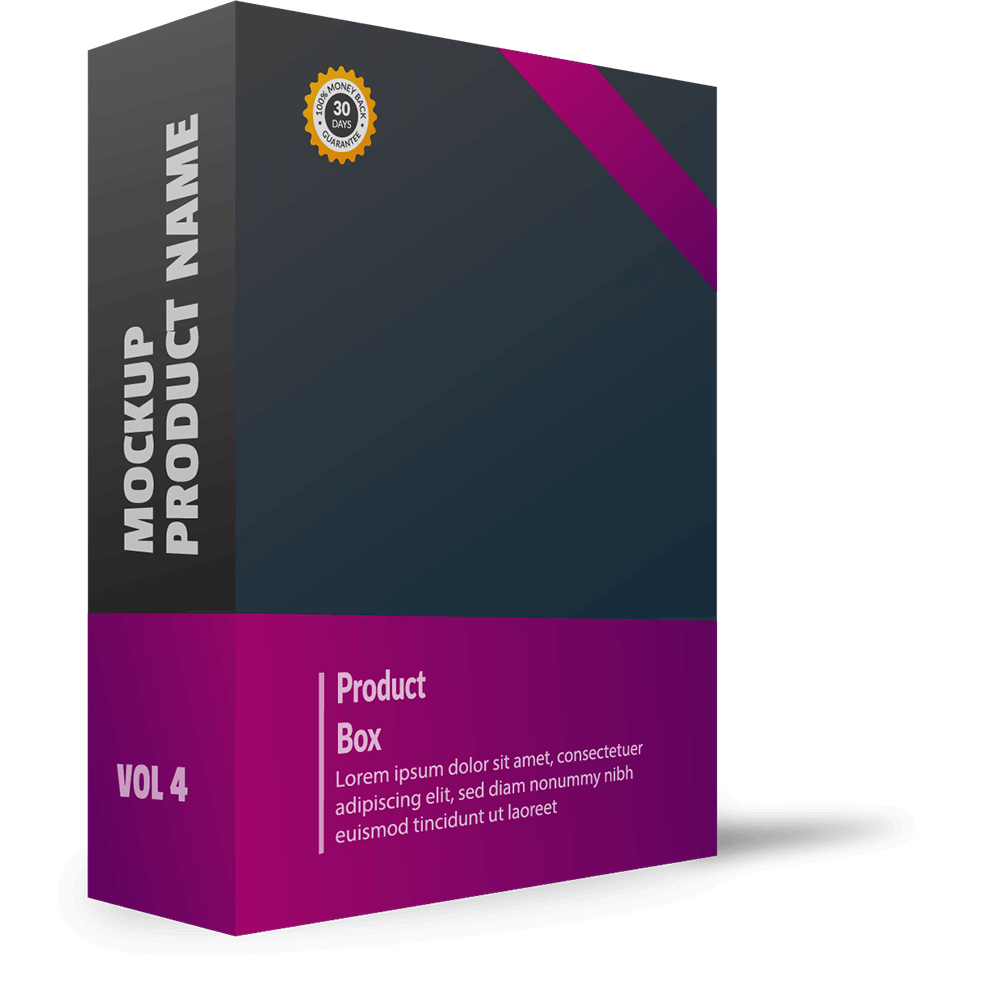 MOCKUP
PRODUCT NAME
VOL 4
100% MONEY BACK
30
DAYS
GUARANTEE
Product
Box
Lorem ipsum dolor sit amet, consectetuer
adipiscing elit, sed diam nonummy nibh
euismod tincidunt ut laoreet